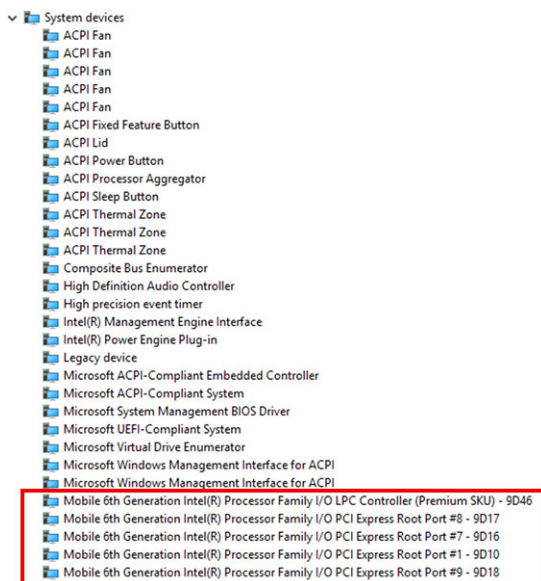 System devices
ACPI Fan
ACPI Fan
ACPI Fan
ACPI Fan
ACPI Fan
ACPI Fixed Feature Button
ACPI Lid
ACPI Power Button
ACPI Processor Aggregator
ACPI Sleep Button
ACPI Thermal Zone
ACPI Thermal Zone
ACPI Thermal Zone
Composite Bus Enumerator
High Definition Audio Controller
High precision event timer
Intel(R) Management Engine Interface
Intel(R) Power Engine Plug-in
Legacy device
Microsoft ACPI-Compliant Embedded Controller
Microsoft ACPI-Compliant System
Microsoft System Management BIOS Driver
Microsoft UEFI-Compliant System
Microsoft Virtual Drive Enumerator
Microsoft Windows Management Interface for ACPI
Microsoft Windows Management Interface for ACPI
Mobile 6th Generation Intel(R) Processor Family I/O LPC Controller (Premium SKU) - 9D46
Mobile 6th Generation Intel(R) Processor Family I/O PCI Express Root Port #8 - 9D17
Mobile 6th Generation Intel(R) Processor Family I/O PCI Express Root Port #7 - 9D16
Mobile 6th Generation Intel(R) Processor Family I/O PCI Express Root Port #1 - 9D10
Mobile 6th Generation Intel(R) Processor Family I/O PCI Express Root Port #9 - 9D18